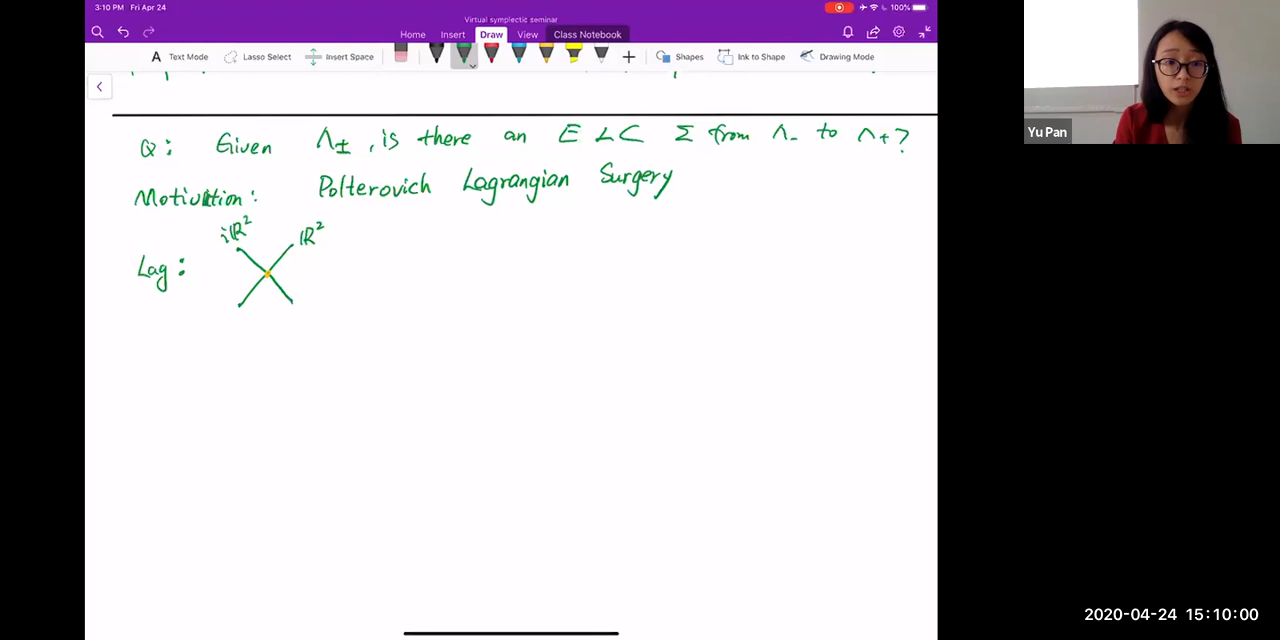 3:10 PM Fri Apr 24
100%
Virtual symplectic seminar
Home Insert Draw View Class Notebook
Text Mode Lasso Select Insert Space Shapes Ink to Shape Drawing Mode
Q: Given Λ± , is there an ELC Σ from Λ- to Λ+?
Motivation: Polterovich Lagrangian Surgery
iℝ² ℝ²
Lag:
Yu Pan
2020-04-24 15:10:00